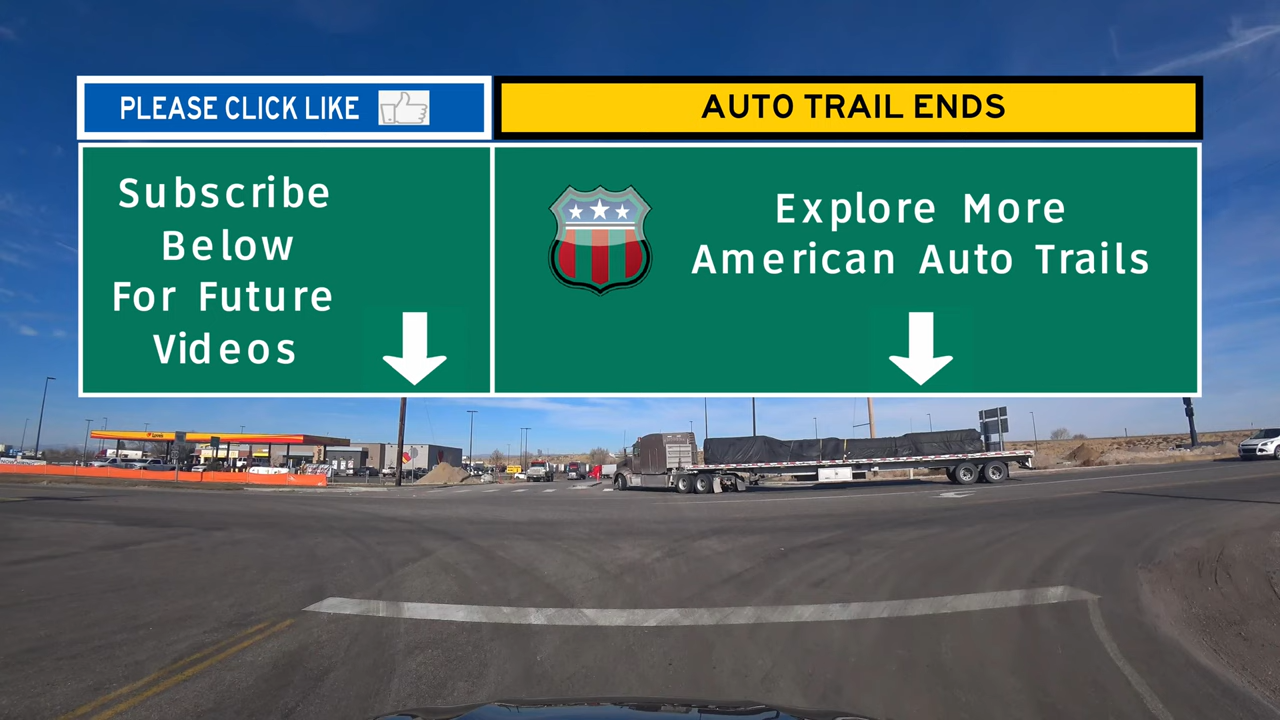 PLEASE CLICK LIKE
AUTO TRAIL ENDS
Subscribe
Below
For Future
Videos
Explore More
American Auto Trails